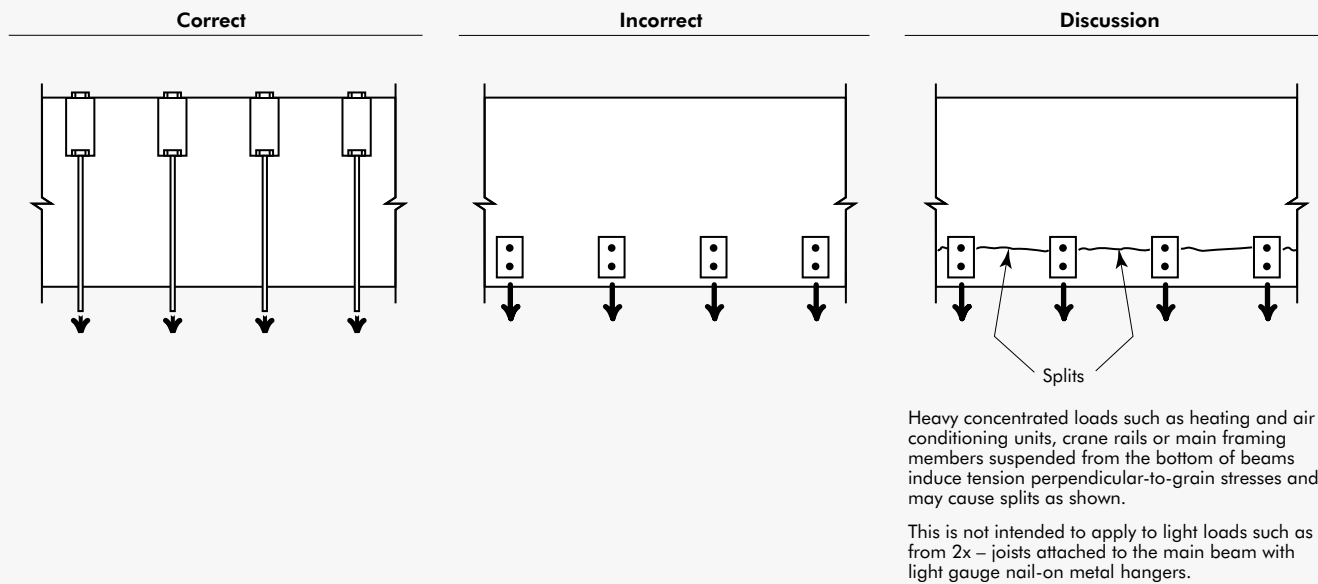 Correct
Incorrect
Discussion
Splits
Heavy concentrated loads such as heating and air
conditioning units, crane rails or main framing
members suspended from the bottom of beams
induce tension perpendicular-to-grain stresses and
may cause splits as shown.
This is not intended to apply to light loads such as
from 2x – joists attached to the main beam with
light gauge nail-on metal hangers.